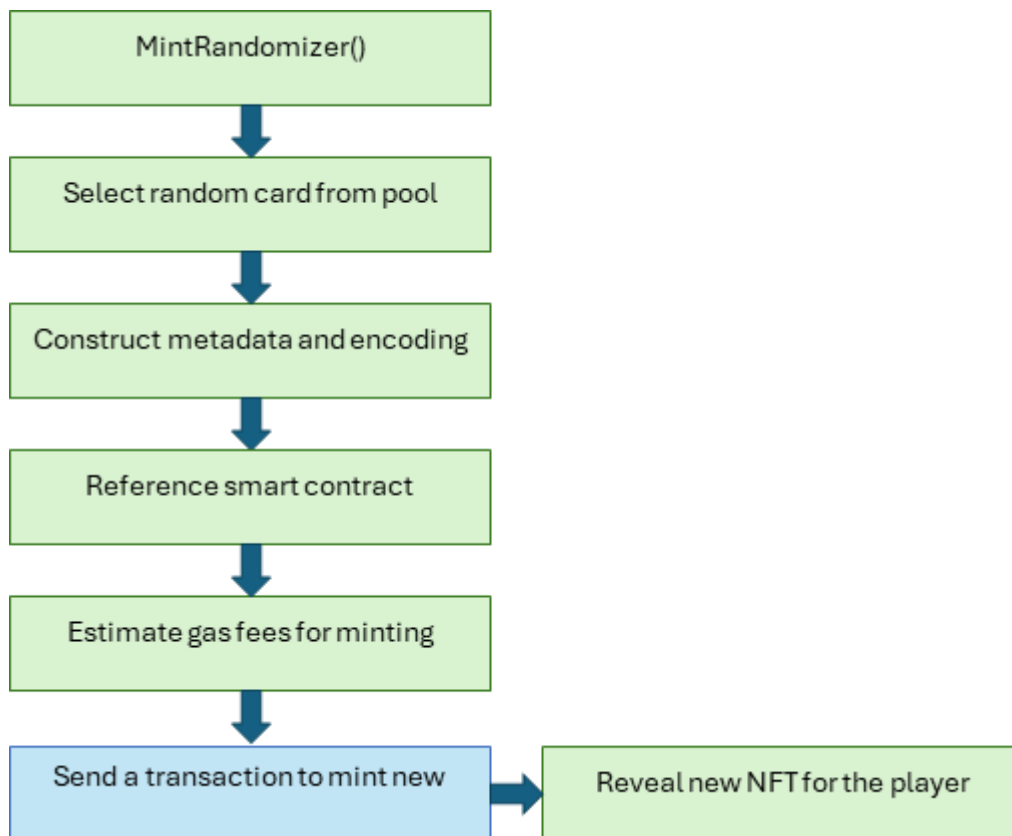 MintRandomizer()
Select random card from pool
Construct metadata and encoding
Reference smart contract
Estimate gas fees for minting
Send a transaction to mint new
Reveal new NFT for the player